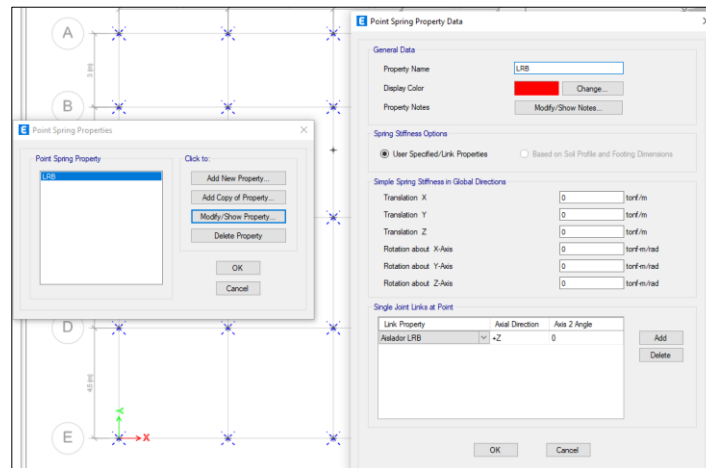 A
3 (m)
B
D
4.5 (m)
E
Y
X
E Point Spring Properties
Point Spring Property
LRB
Click to:
Add New Property...
Add Copy of Property...
Modify/Show Property...
Delete Property
OK
Cancel
E Point Spring Property Data
General Data
Property Name LRB
Display Color Change...
Property Notes Modify/Show Notes...
Spring Stiffness Options
User Specified/Link Properties Based on Soil Profile and Footing Dimensions
Simple Spring Stiffness in Global Directions
Translation X 0 tonf/m
Translation Y 0 tonf/m
Translation Z 0 tonf/m
Rotation about X-Axis 0 tonf-m/rad
Rotation about Y-Axis 0 tonf-m/rad
Rotation about Z-Axis 0 tonf-m/rad
Single Joint Links at Point
Link Property Axial Direction Axis 2 Angle
Aislador LRB +Z 0
Add
Delete
OK Cancel